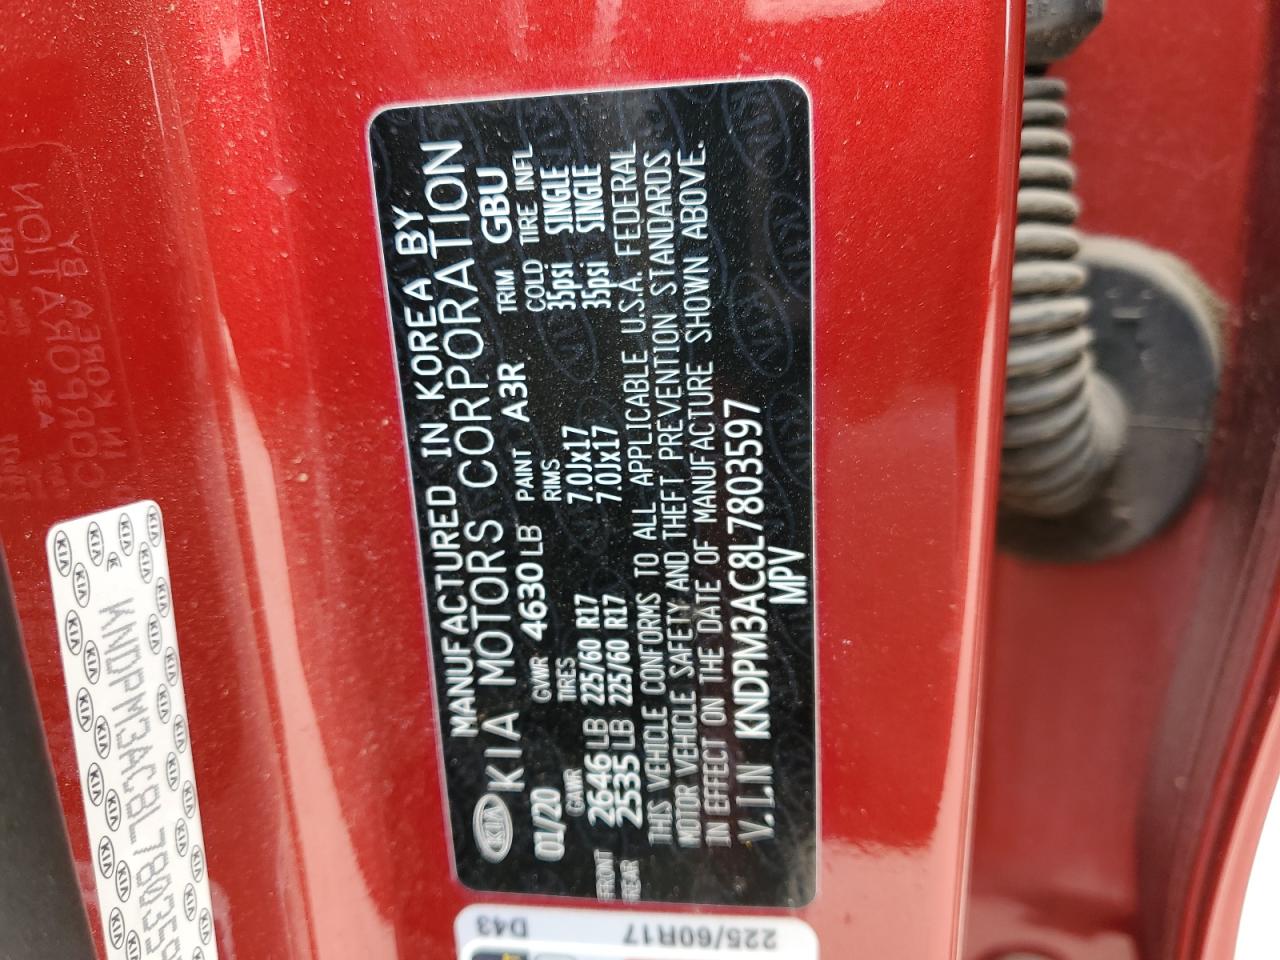 MANUFACTURED IN KOREA BY
KIA KIA MOTORS CORPORATION
01/20 GVWR 4630 LB PAINT A3R TRIM GBU
GAWR TIRES RIMS COLD TIRE INFL
FRONT 2646 LB 225/60 R17 7.0Jx17 35psi SINGLE
REAR 2535 LB 225/60 R17 7.0Jx17 35psi SINGLE
THIS VEHICLE CONFORMS TO ALL APPLICABLE U.S.A. FEDERAL
MOTOR VEHICLE SAFETY AND THEFT PREVENTION STANDARDS
IN EFFECT ON THE DATE OF MANUFACTURE SHOWN ABOVE.
V.I.N KNDPM3AC8L7803597
MPV
D43
225/60R17
KNDPM3AC8L78035